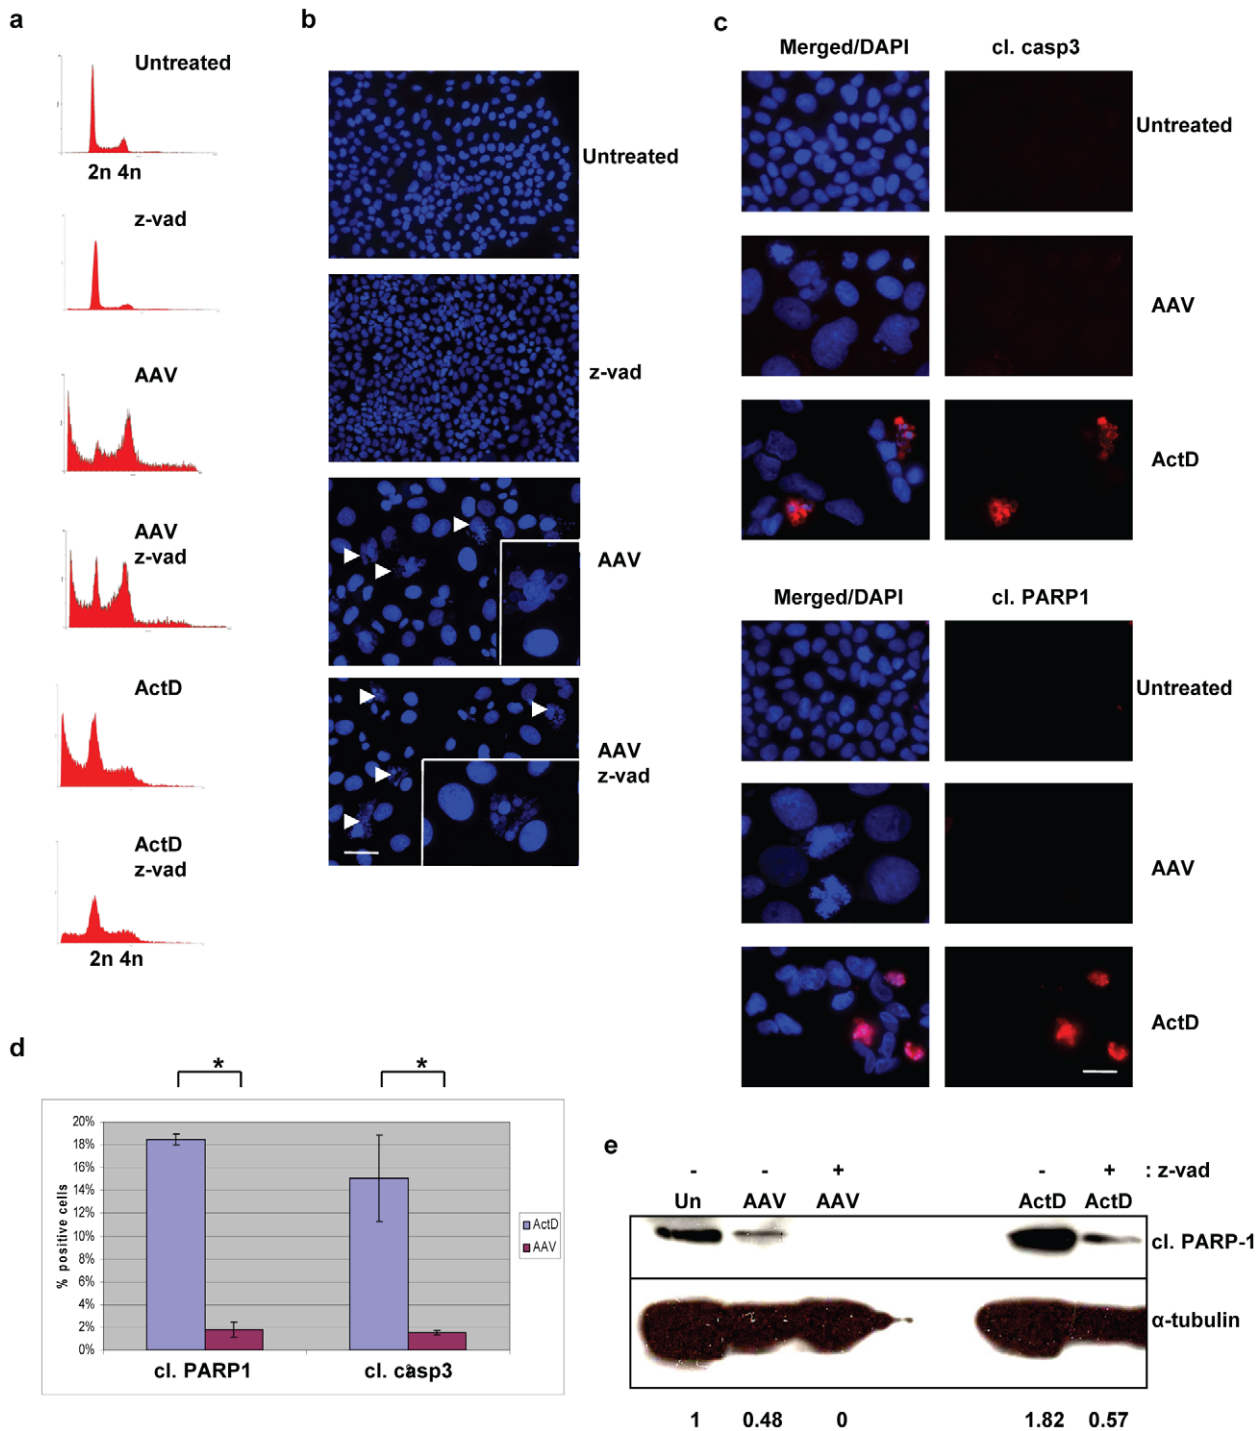 a
Untreated
2n 4n
z-vad
AAV
AAV
z-vad
ActD
ActD
z-vad
2n 4n
b
Untreated
z-vad
AAV
AAV
z-vad
c
Merged/DAPI cl. casp3
Untreated
AAV
ActD
Merged/DAPI cl. PARP1
Untreated
AAV
ActD
d
* *
% positive cells
20%
18%
16%
14%
12%
10%
8%
6%
4%
2%
0%
cl. PARP1 cl. casp3
ActD
AAV
e
- - + - + : z-vad
Un AAV AAV ActD ActD
cl. PARP-1
α-tubulin
1 0.48 0 1.82 0.57